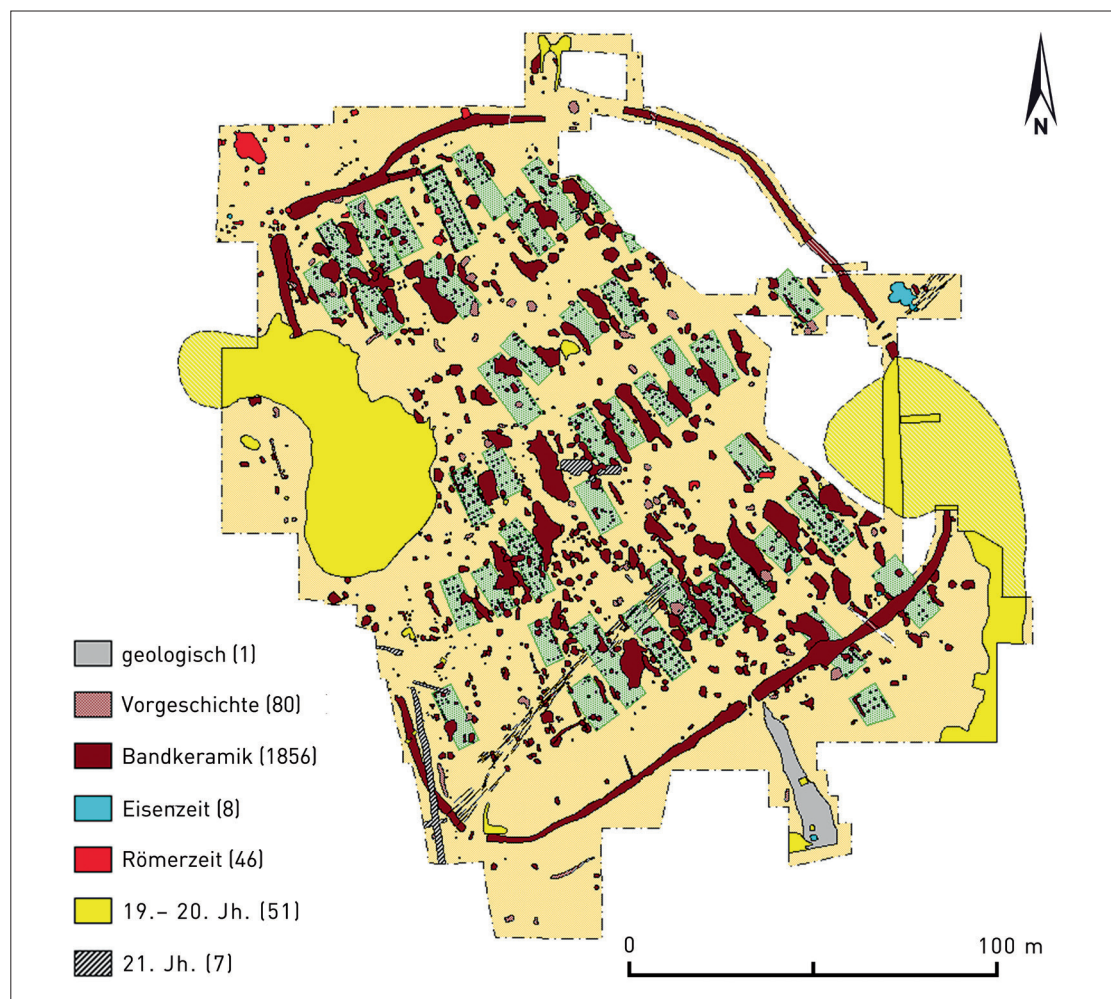 N
geologisch (1)
Vorgeschichte (80)
Bandkeramik (1856)
Eisenzeit (8)
Römerzeit (46)
19.– 20. Jh. (51)
21. Jh. (7)
0 100 m